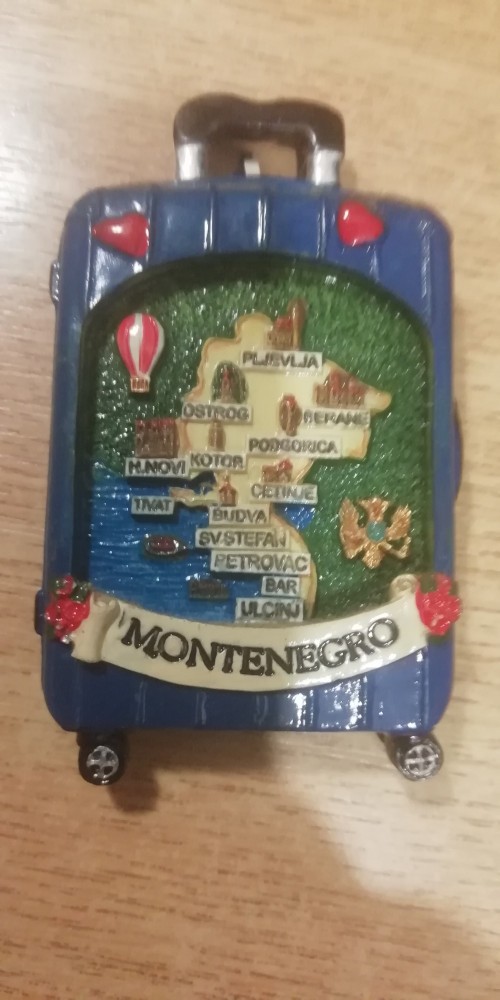 PLJEVLJA
OSTROG
BERANE
PODGORICA
H.NOVI
KOTOR
CETINJE
TIVAT
BUDVA
SV.STEFAN
PETROVAC
BAR
ULCINJ
MONTENEGRO